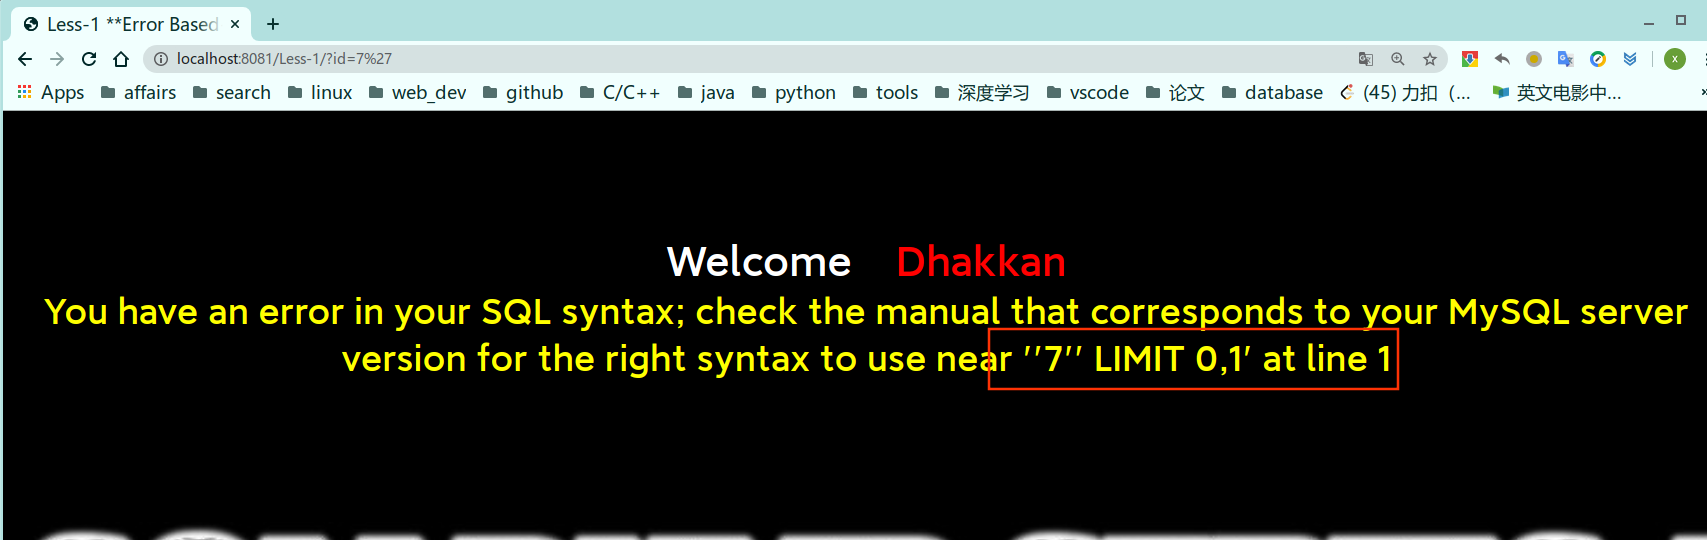 Less-1 **Error Based
localhost:8081/Less-1/?id=7%27
X
Apps affairs search linux web_dev github C/C++ java python tools 深度学习 vscode 论文 database (45) 力扣（... 英文电影中... »
Welcome Dhakkan
You have an error in your SQL syntax; check the manual that corresponds to your MySQL server
version for the right syntax to use near ''7'' LIMIT 0,1' at line 1